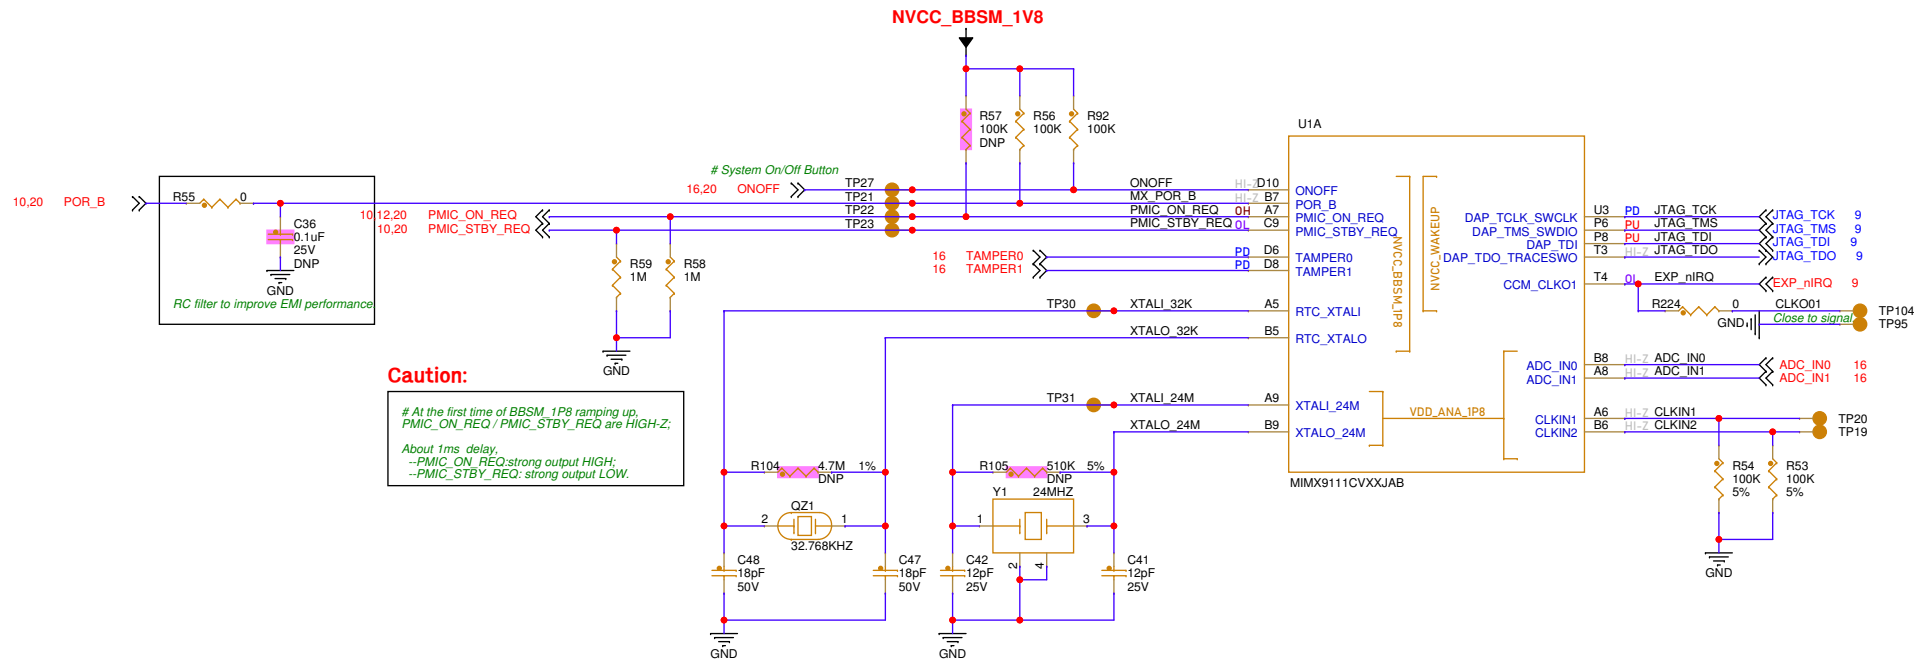 NVCC_BBSM_1V8
R57
100K
DNP
R56
100K
R92
100K
U1A
# System On/Off Button
10,20 POR_B
R55 0
C36
0.1uF
25V
DNP
GND
RC filter to improve EMI performance
16,20 ONOFF
10,12,20 PMIC_ON_REQ
10,20 PMIC_STBY_REQ
TP27
TP21
TP22
TP23
ONOFF HI-Z D10 ONOFF
MX_POR_B HI-Z B7 POR_B
PMIC_ON_REQ OH A7 PMIC_ON_REQ
PMIC_STBY_REQ OL C9 PMIC_STBY_REQ
R59
1M
R58
1M
GND
16 TAMPER0 PD D6 TAMPER0
16 TAMPER1 PD D8 TAMPER1
TP30 XTALI_32K A5 RTC_XTALI
XTALO_32K B5 RTC_XTALO
TP31 XTALI_24M A9 XTALI_24M
XTALO_24M B9 XTALO_24M
NVCC_BBSM_1P8
NVCC_WAKEUP
VDD_ANA_1P8
MIMX9111CVXXJAB
DAP_TCLK_SWCLK U3 PD JTAG_TCK JTAG_TCK 9
DAP_TMS_SWDIO P6 PU JTAG_TMS JTAG_TMS 9
DAP_TDI P8 PU JTAG_TDI JTAG_TDI 9
DAP_TDO_TRACESWO T3 HI-Z JTAG_TDO JTAG_TDO 9
CCM_CLKO1 T4 OL EXP_nIRQ EXP_nIRQ 9
R224 0 CLKO01 TP104
GND Close to signal TP95
ADC_IN0 B8 HI-Z ADC_IN0 ADC_IN0 16
ADC_IN1 A8 HI-Z ADC_IN1 ADC_IN1 16
CLKIN1 A6 HI-Z CLKIN1 TP20
CLKIN2 B6 HI-Z CLKIN2 TP19
R54
100K
5%
R53
100K
5%
GND
Caution:
# At the first time of BBSM_1P8 ramping up,
PMIC_ON_REQ / PMIC_STBY_REQ are HIGH-Z;
About 1ms delay,
--PMIC_ON_REQ:strong output HIGH;
--PMIC_STBY_REQ: strong output LOW.
R104 4.7M 1%
DNP
QZ1
2 1
32.768KHZ
C48
18pF
50V
C47
18pF
50V
GND
R105 510K 5%
DNP
Y1 24MHZ
1 3
2 4
C42
12pF
25V
C41
12pF
25V
GND